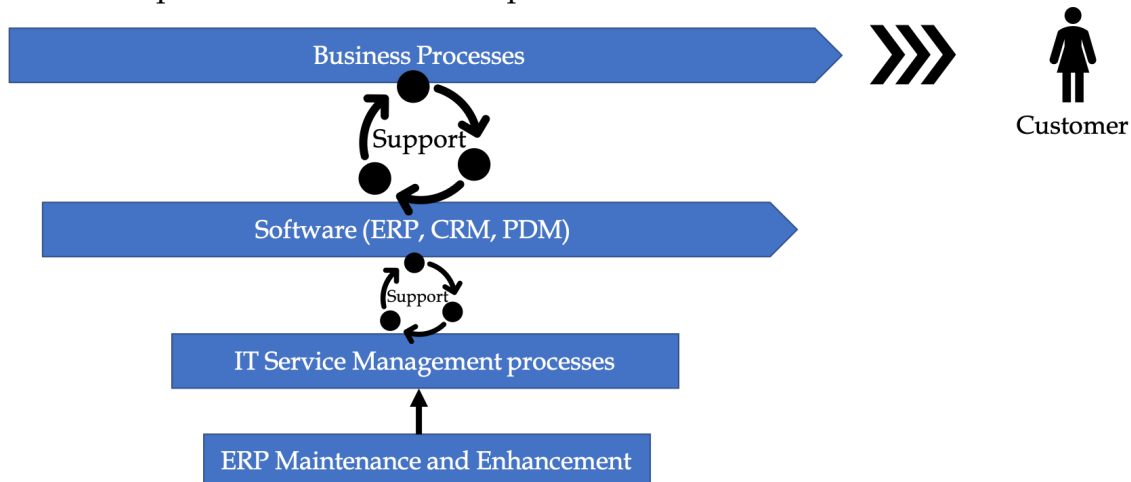 Business Processes
Customer
Support
Software (ERP, CRM, PDM)
Support
IT Service Management processes
ERP Maintenance and Enhancement